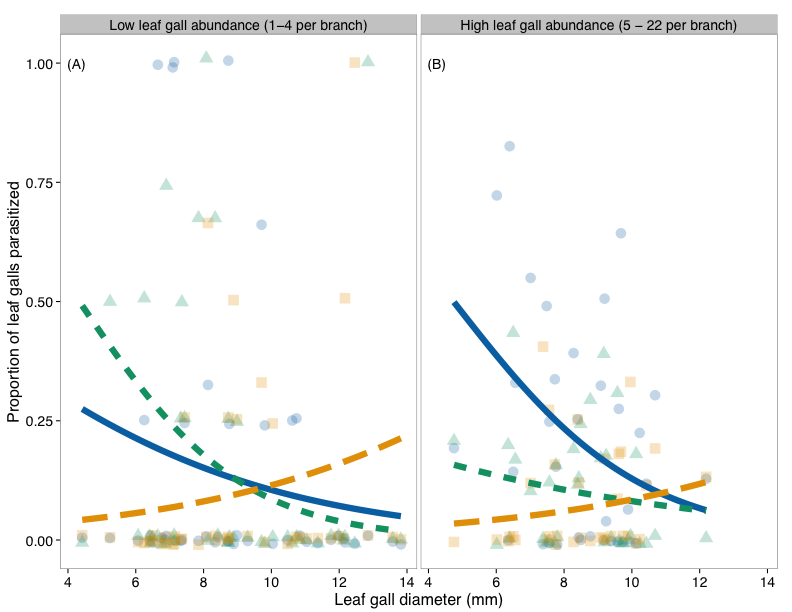 Low leaf gall abundance (1–4 per branch)
High leaf gall abundance (5 – 22 per branch)
(A)
(B)
Proportion of leaf galls parasitized
1.00
0.75
0.50
0.25
0.00
4 6 8 10 12 14
4 6 8 10 12 14
Leaf gall diameter (mm)